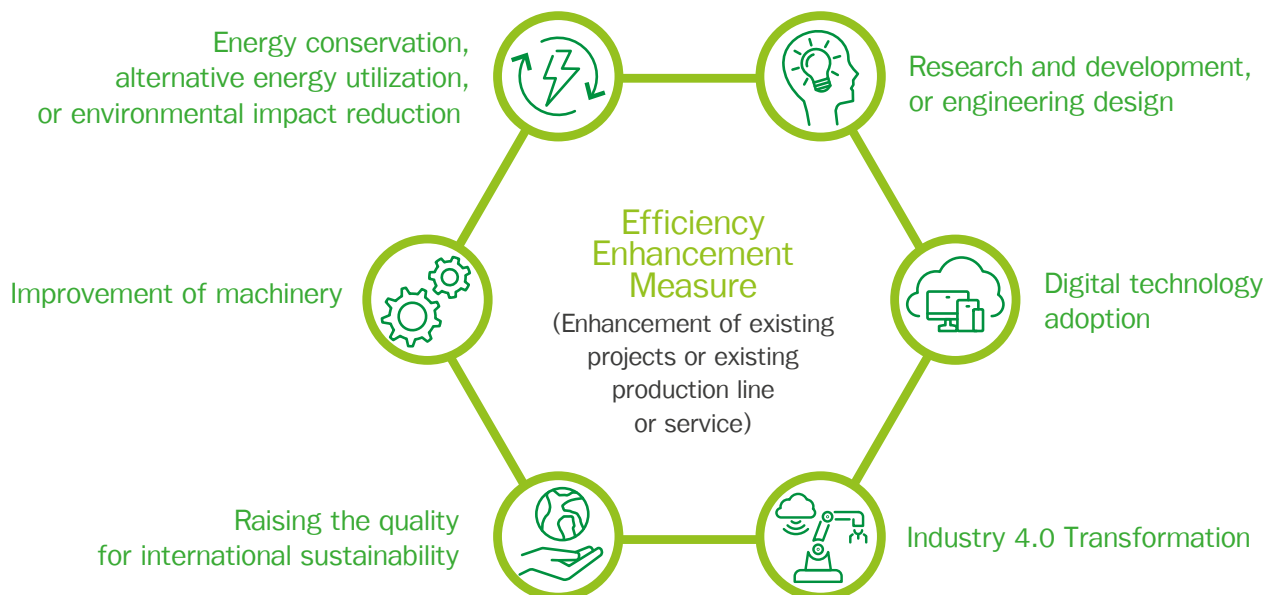 Energy conservation,
alternative energy utilization,
or environmental impact reduction
Research and development,
or engineering design
Efficiency
Enhancement
Measure
(Enhancement of existing
projects or existing
production line
or service)
Improvement of machinery
Digital technology
adoption
Raising the quality
for international sustainability
Industry 4.0 Transformation